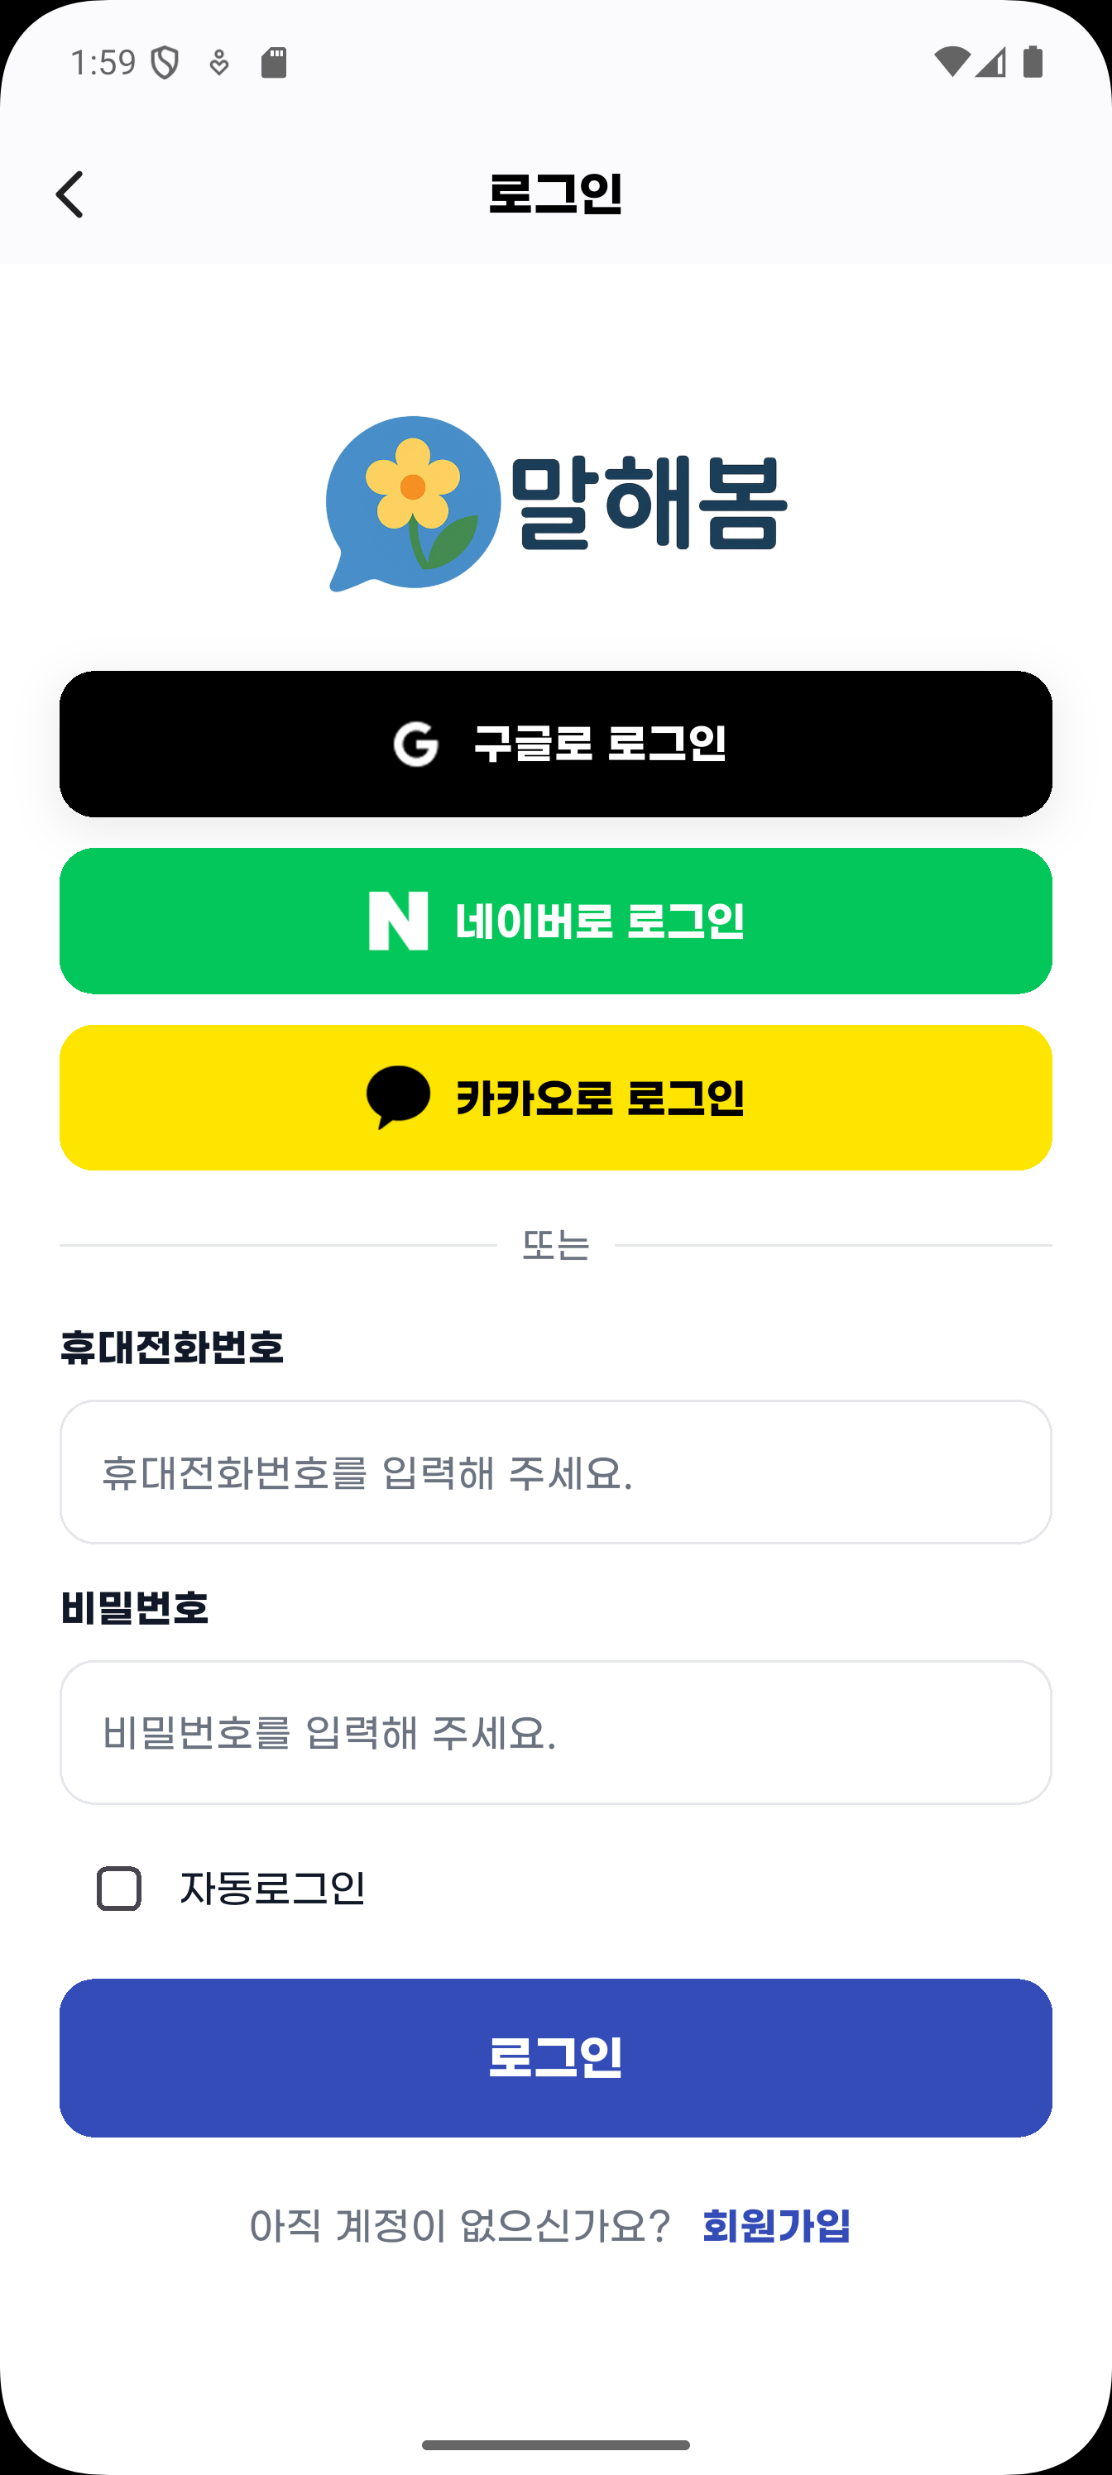 1:59
로그인
말해봄
G 구글로 로그인
N 네이버로 로그인
카카오로 로그인
또는
휴대전화번호
휴대전화번호를 입력해 주세요.
비밀번호
비밀번호를 입력해 주세요.
자동로그인
로그인
아직 계정이 없으신가요? 회원가입